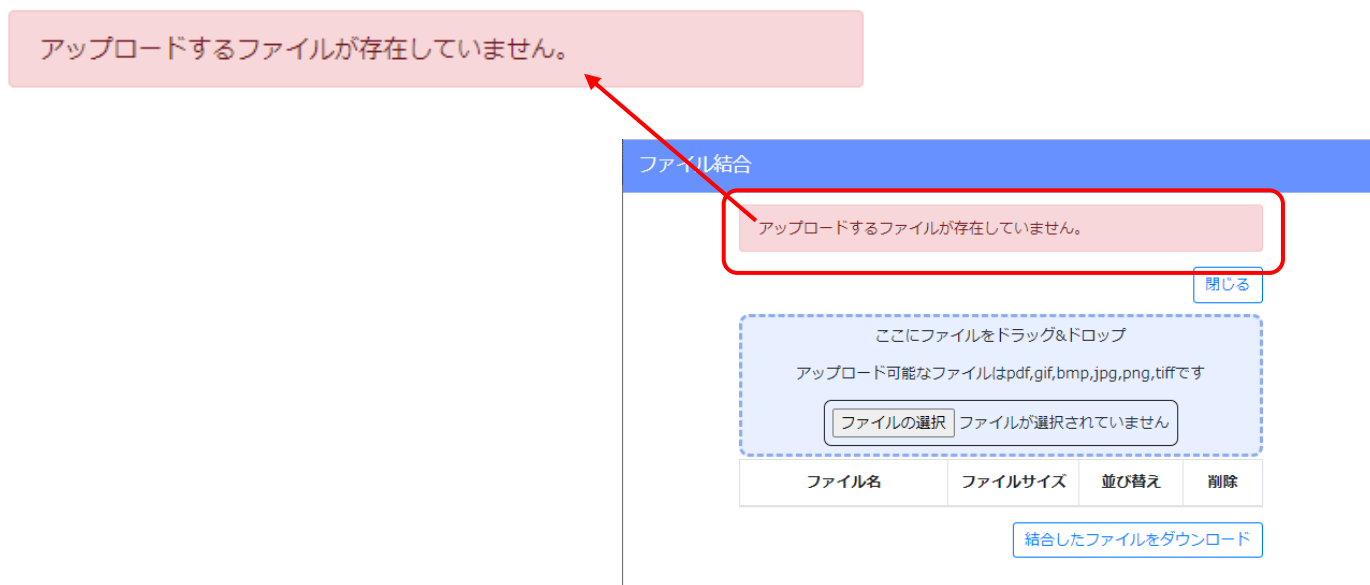 アップロードするファイルが存在していません。
ファイル結合
アップロードするファイルが存在していません。
閉じる
ここにファイルをドラッグ&ドロップ
アップロード可能なファイルはpdf,gif,bmp,jpg,png,tiffです
ファイルの選択 ファイルが選択されていません
ファイル名 ファイルサイズ 並び替え 削除
結合したファイルをダウンロード